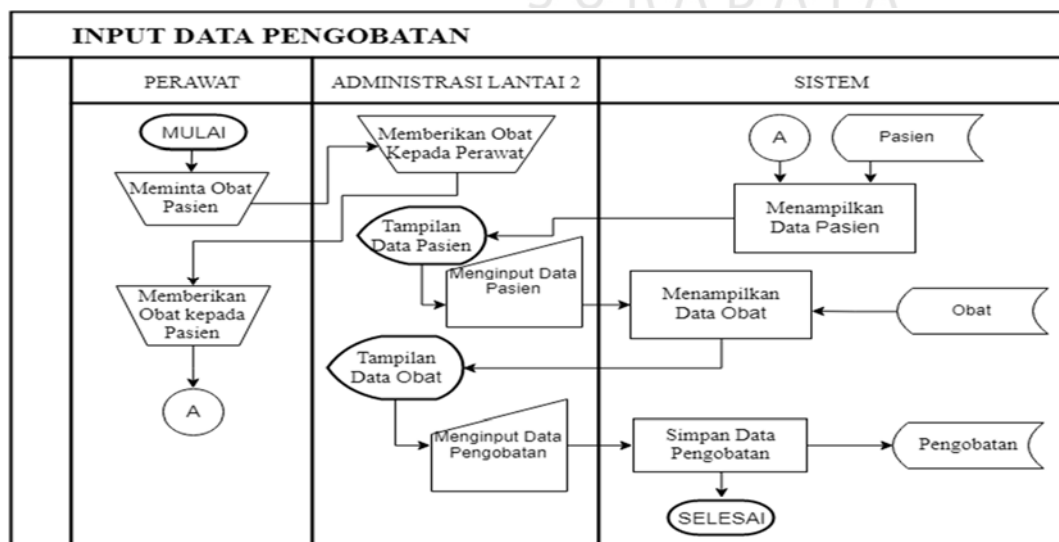 SURABAYA
INPUT DATA PENGOBATAN
PERAWAT
ADMINISTRASI LANTAI 2
SISTEM
MULAI
Meminta Obat
Pasien
Memberikan
Obat kepada
Pasien
A
Memberikan Obat
Kepada Perawat
Tampilan
Data Pasien
Menginput Data
Pasien
Tampilan
Data Obat
Menginput Data
Pengobatan
A
Pasien
Menampilkan
Data Pasien
Menampilkan
Data Obat
Obat
Simpan Data
Pengobatan
Pengobatan
SELESAI